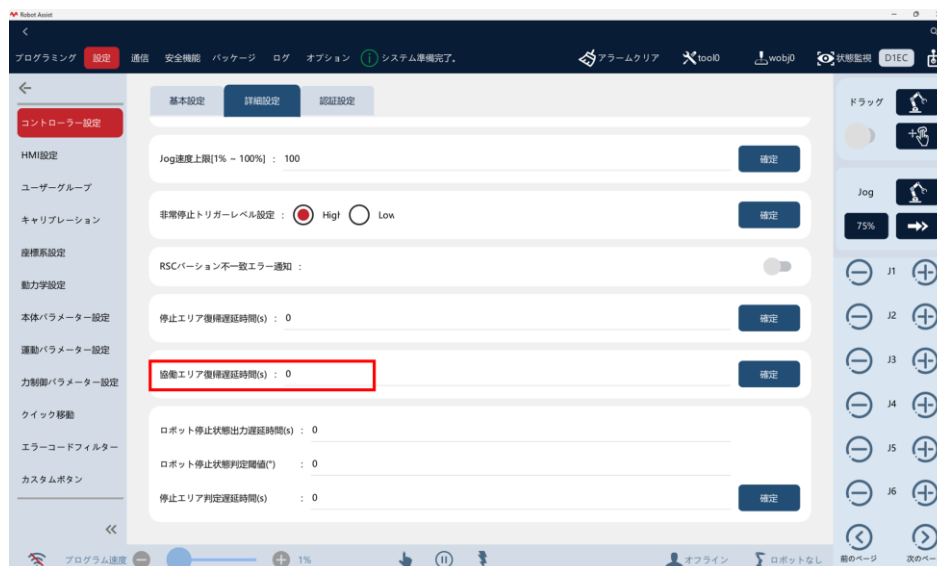 Robot Assist
プログラミング 設定 通信 安全機能 パッケージ ログ オプション システム準備完了. アラームクリア tool0 wobj0 状態監視 D1EC
基本設定 詳細設定 認証設定
コントローラー設定
HMI設定
ユーザーグループ
キャリブレーション
座標系設定
動力学設定
本体パラメーター設定
運動パラメーター設定
力制御パラメーター設定
クイック移動
エラーコードフィルター
カスタムボタン
Jog速度上限[1% ~ 100%] : 100 確定
非常停止トリガーレベル設定 : High Low 確定
RSCバージョン不一致エラー通知 :
停止エリア復帰遅延時間(s) : 0 確定
協働エリア復帰遅延時間(s) : 0 確定
ロボット停止状態出力遅延時間(s) : 0
ロボット停止状態判定閾値(°) : 0
停止エリア判定遅延時間(s) : 0 確定
ドラッグ
Jog
75%
J1
J2
J3
J4
J5
J6
前のページ 次のペー
プログラム速度 1% オフライン ロボットなし